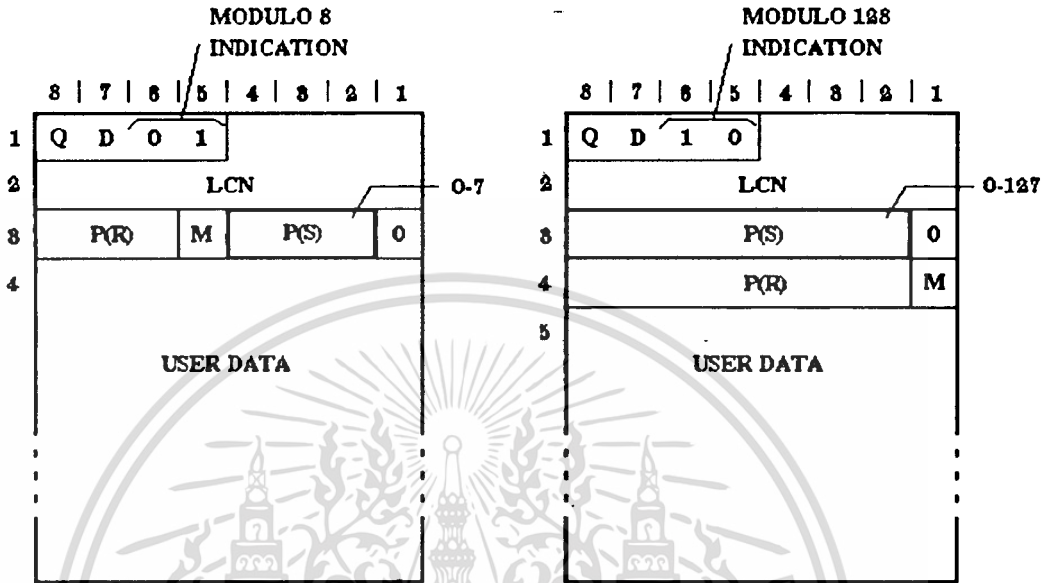 MODULO 8
INDICATION
8 | 7 | 6 | 5 | 4 | 3 | 2 | 1
1 Q D 0 1
2 LCN 0-7
3 P(R) M P(S) 0
4
USER DATA
MODULO 128
INDICATION
8 | 7 | 6 | 5 | 4 | 3 | 2 | 1
1 Q D 1 0
2 LCN 0-127
3 P(S) 0
4 P(R) M
5
USER DATA